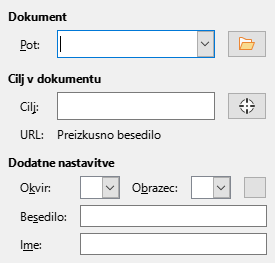 Dokument
Pot:
Cilj v dokumentu
Cilj:
URL: Preizkusno besedilo
Dodatne nastavitve
Okvir: Obrazec:
Besedilo:
Ime: